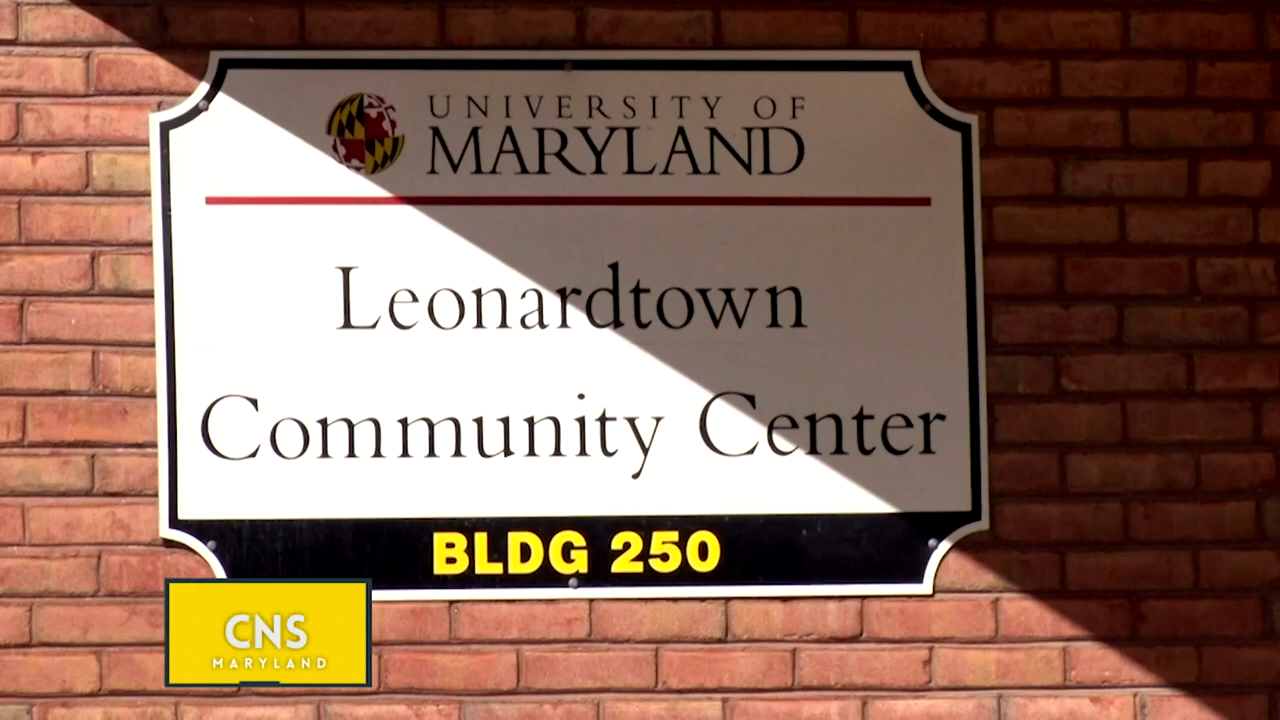 UNIVERSITY OF
MARYLAND
Leonardtown
Community Center
BLDG 250
CNS
MARYLAND